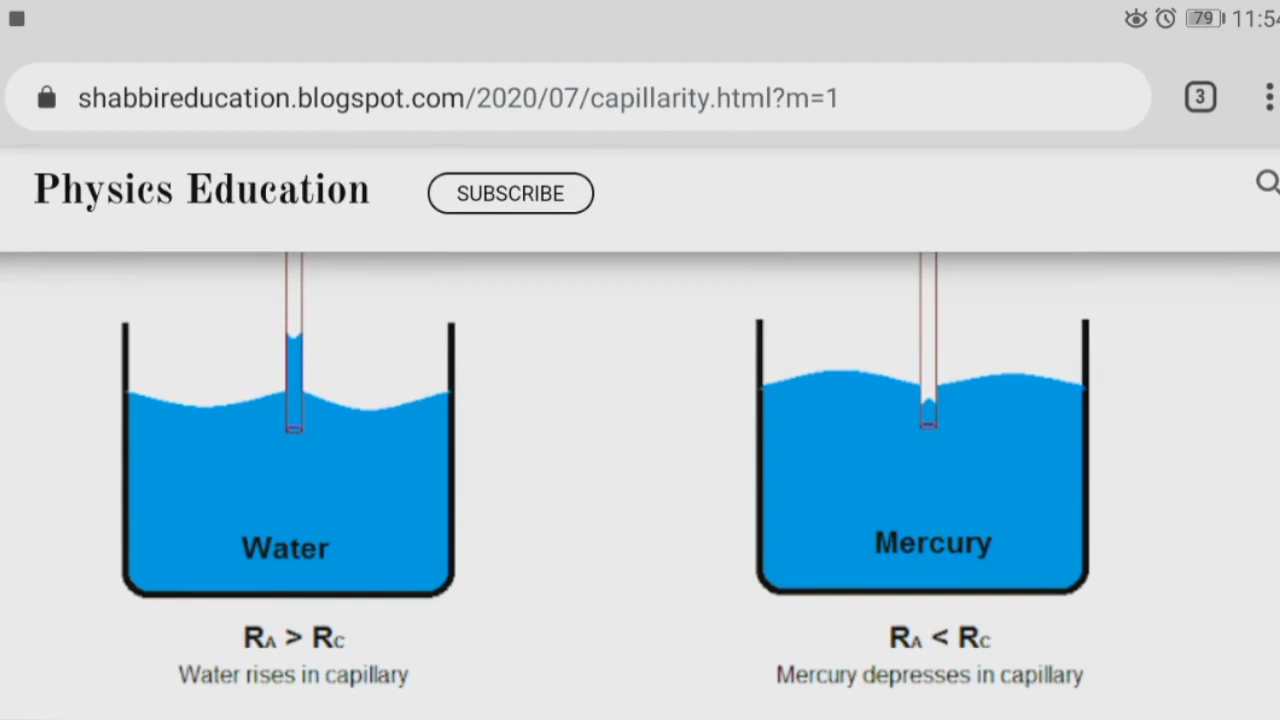 79 11:54
shabbireducation.blogspot.com/2020/07/capillarity.html?m=1
3
Physics Education
SUBSCRIBE
Water
Mercury
RA > RC
RA < RC
Water rises in capillary
Mercury depresses in capillary